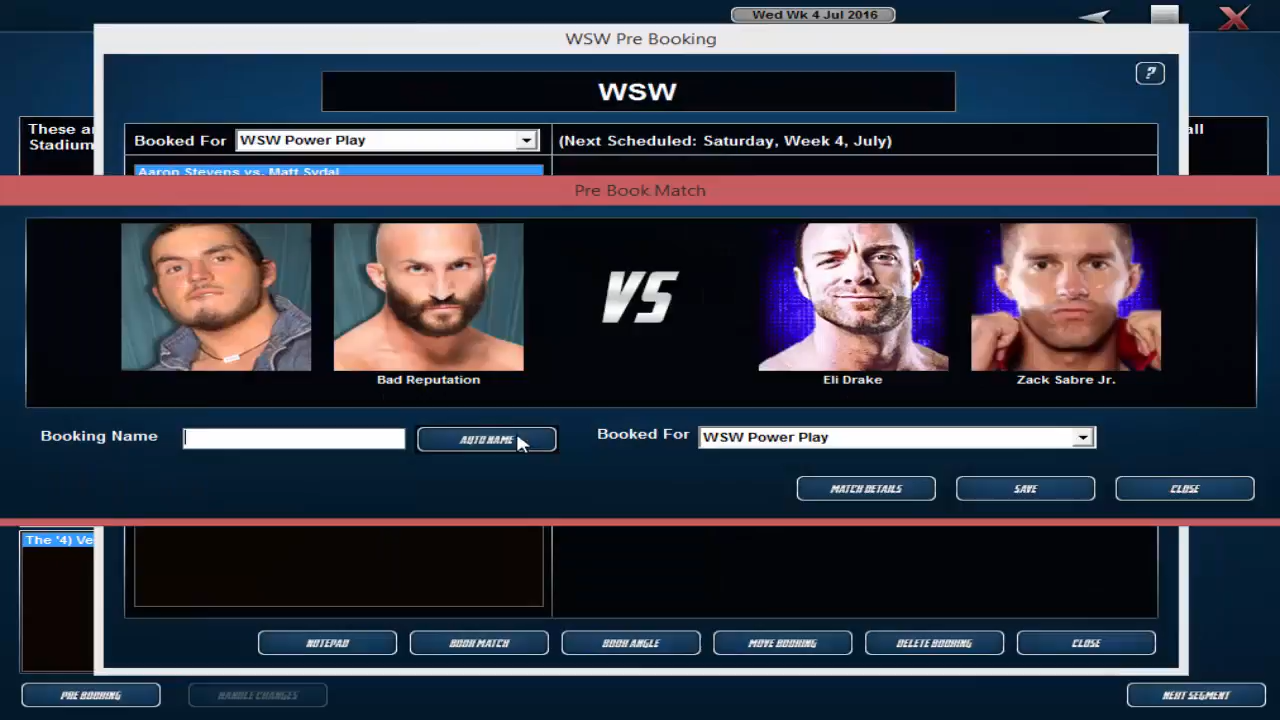 Wed Wk 4 Jul 2016
WSW Pre Booking
WSW
?
These a
Stadium
all
Booked For
WSW Power Play
(Next Scheduled: Saturday, Week 4, July)
Aaron Stevens vs. Matt Sydal
Pre Book Match
VS
Bad Reputation
Eli Drake
Zack Sabre Jr.
Booking Name
AUTO NAME
Booked For
WSW Power Play
MATCH DETAILS
SAVE
CLOSE
The '4) Ve
NOTEPAD
BOOK MATCH
BOOK ANGLE
MOVE BOOKING
DELETE BOOKING
CLOSE
PRE BOOKING
HANDLE CHANGES
NEXT SEGMENT